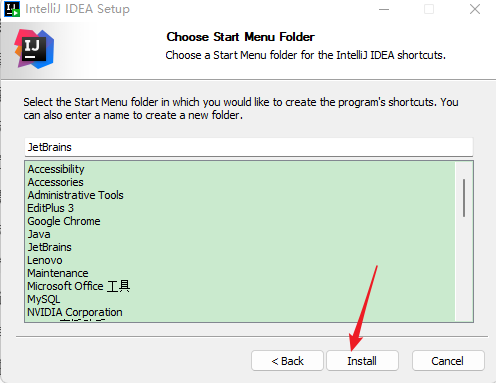 IntelliJ IDEA Setup
IJ
Choose Start Menu Folder
Choose a Start Menu folder for the IntelliJ IDEA shortcuts.
Select the Start Menu folder in which you would like to create the program's shortcuts. You
can also enter a name to create a new folder.
JetBrains
Accessibility
Accessories
Administrative Tools
EditPlus 3
Google Chrome
Java
JetBrains
Lenovo
Maintenance
Microsoft Office 工具
MySQL
NVIDIA Corporation
< Back
Install
Cancel